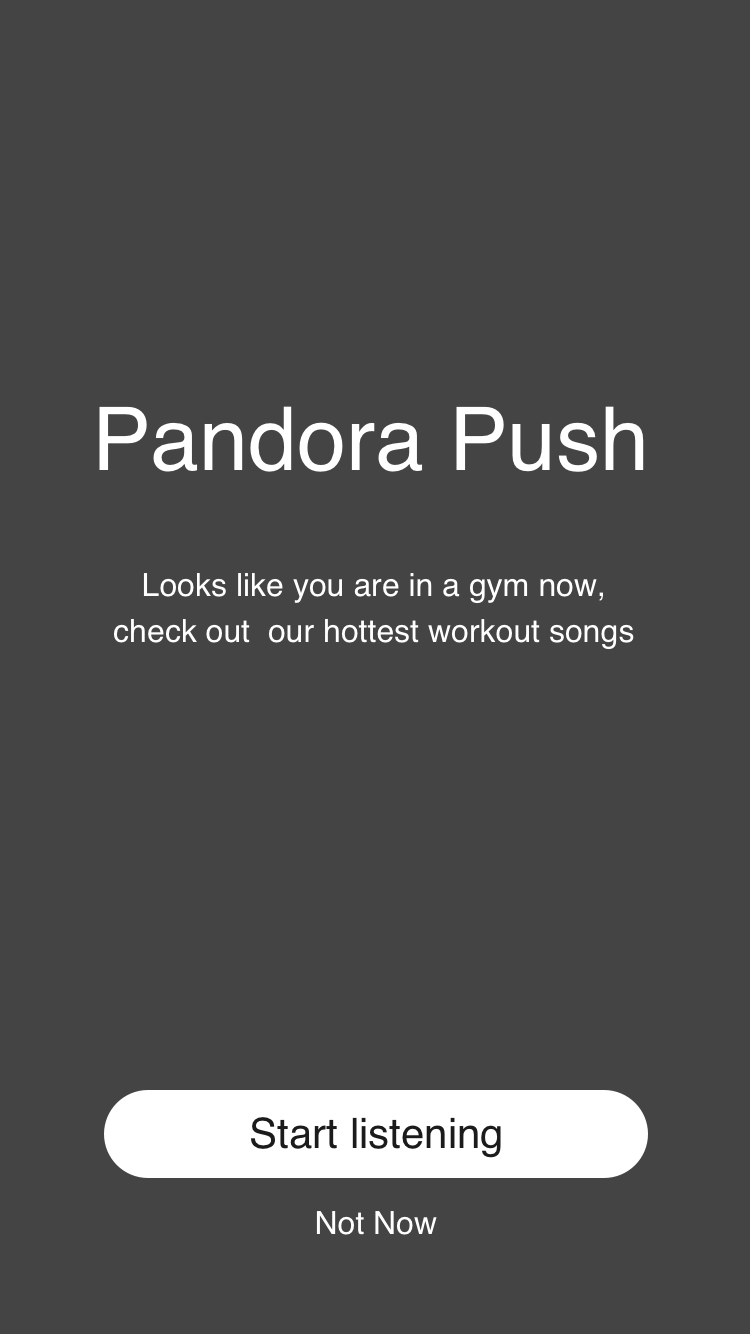 Pandora Push
Looks like you are in a gym now,
check out  our hottest workout songs
Start listening
Not Now